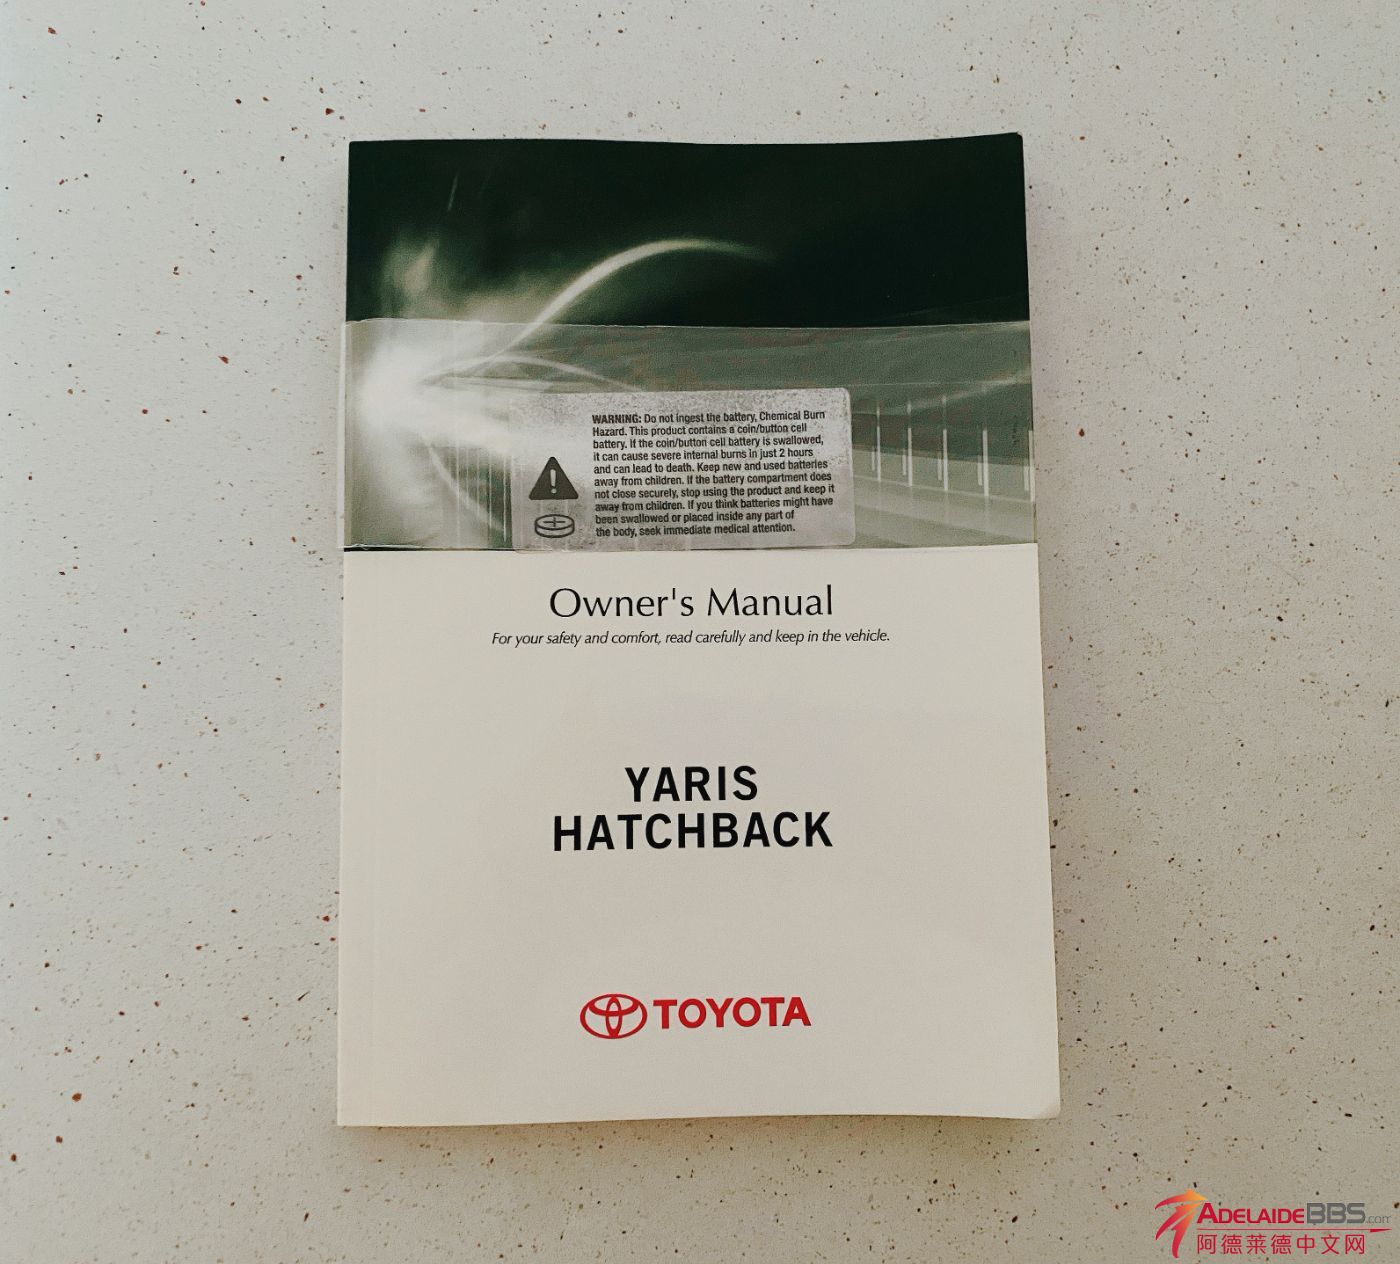 WARNING: Do not ingest the battery, Chemical Burn
Hazard. This product contains a coin/button cell
battery. If the coin/button cell battery is swallowed,
it can cause severe internal burns in just 2 hours
and can lead to death. Keep new and used batteries
away from children. If the battery compartment does
not close securely, stop using the product and keep it
away from children. If you think batteries might have
been swallowed or placed inside any part of
the body, seek immediate medical attention.
Owner's Manual
For your safety and comfort, read carefully and keep in the vehicle.
YARIS
HATCHBACK
TOYOTA
ADELAIDEBBS.com
阿德莱德中文网